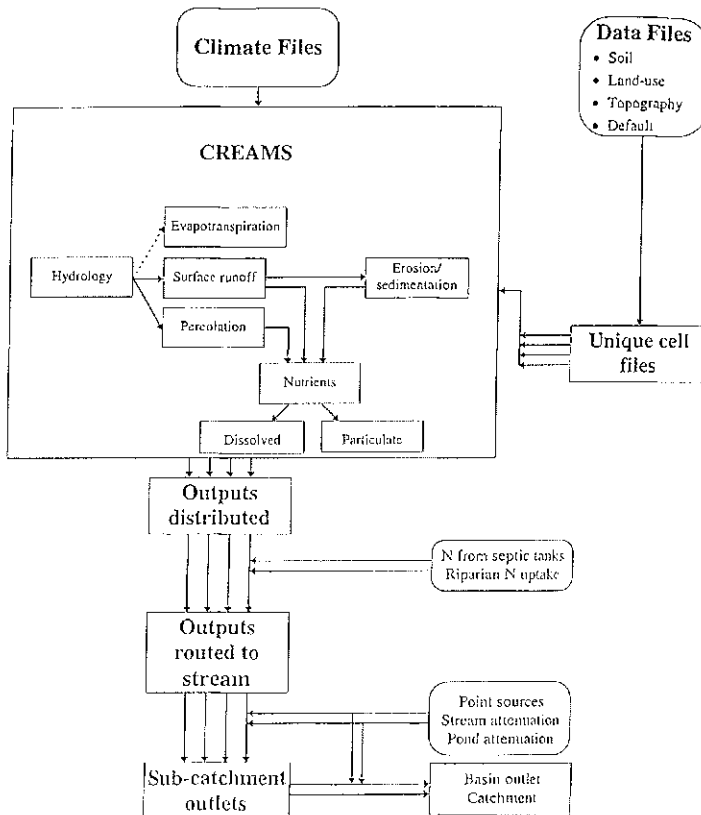 Climate Files
Data Files
• Soil
• Land-use
• Topography
• Default
CREAMS
Evapotranspiration
Hydrology
Surface runoff
Erosion/
sedimentation
Percolation
Unique cell
files
Nutrients
Dissolved
Particulate
Outputs
distributed
N from septic tanks
Riparian N uptake
Outputs
routed to
stream
Point sources
Stream attenuation
Pond attenuation
Sub-catchment
outlets
Basin outlet
Catchment